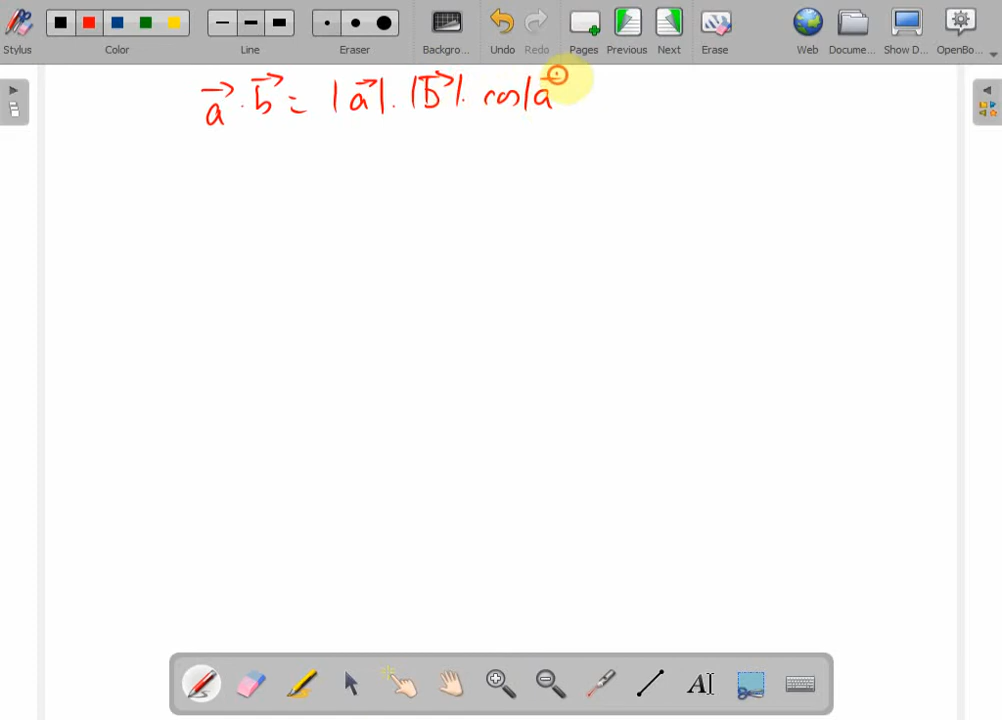 Stylus Color Line Eraser Backgro... Undo Redo Pages Previous Next Erase Web Docume... Show D... OpenBo...
a⃗ · b⃗ = |a⃗| · |b⃗| · cos(a⃗